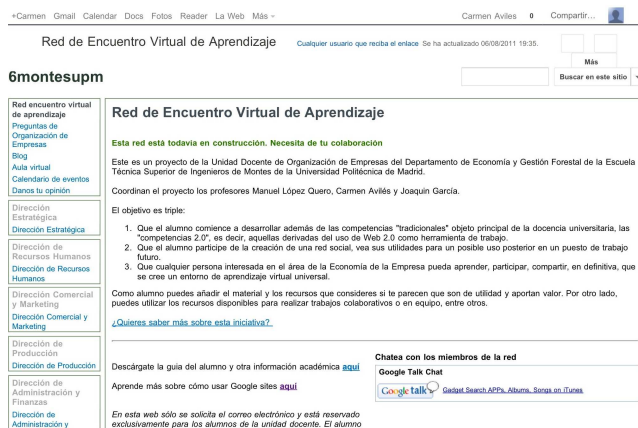 +Carmen Gmail Calendar Docs Fotos Reader La Web Más
Carmen Aviles 0 Compartir...
Red de Encuentro Virtual de Aprendizaje
Cualquier usuario que reciba el enlace Se ha actualizado 06/08/2011 19:35.
Más
6montesupm
Buscar en este sitio
Red encuentro virtual
de aprendizaje
Preguntas de
Organización de
Empresas
Blog
Aula virtual
Calendario de eventos
Danos tu opinión
Dirección
Estratégica
Dirección Estratégica
Dirección de
Recursos Humanos
Dirección de Recursos
Humanos
Dirección Comercial
y Marketing
Dirección Comercial y
Marketing
Dirección de
Producción
Dirección de Producción
Dirección de
Administración y
Finanzas
Dirección de
Administración y
Red de Encuentro Virtual de Aprendizaje
Esta red está todavía en construcción. Necesita de tu colaboración
Este es un proyecto de la Unidad Docente de Organización de Empresas del Departamento de Economía y Gestión Forestal de la Escuela
Técnica Superior de Ingenieros de Montes de la Universidad Politécnica de Madrid.
Coordinan el proyecto los profesores Manuel López Quero, Carmen Avilés y Joaquin García.
El objetivo es triple:
1. Que el alumno comience a desarrollar además de las competencias "tradicionales" objeto principal de la docencia universitaria, las
"competencias 2.0", es decir, aquellas derivadas del uso de Web 2.0 como herramienta de trabajo.
2. Que el alumno participe de la creación de una red social, vea sus utilidades para un posible uso posterior en un puesto de trabajo
futuro.
3. Que cualquier persona interesada en el área de la Economía de la Empresa pueda aprender, participar, compartir, en definitiva, que
se cree un entorno de aprendizaje virtual universal.
Como alumno puedes añadir el material y los recursos que consideres si te parecen que son de utilidad y aportan valor. Por otro lado,
puedes utilizar los recursos disponibles para realizar trabajos colaborativos o en equipo, entre otros.
¿Quieres saber más sobre esta iniciativa?
Descárgate la guia del alumno y otra información académica aquí
Aprende más sobre cómo usar Google sites aquí
En esta web sólo se solicita el correo electrónico y está reservado
exclusivamente para los alumnos de la unidad docente. El alumno
Chatea con los miembros de la red
Google Talk Chat
Google talk Gadget Search APPs, Albums, Songs on iTunes